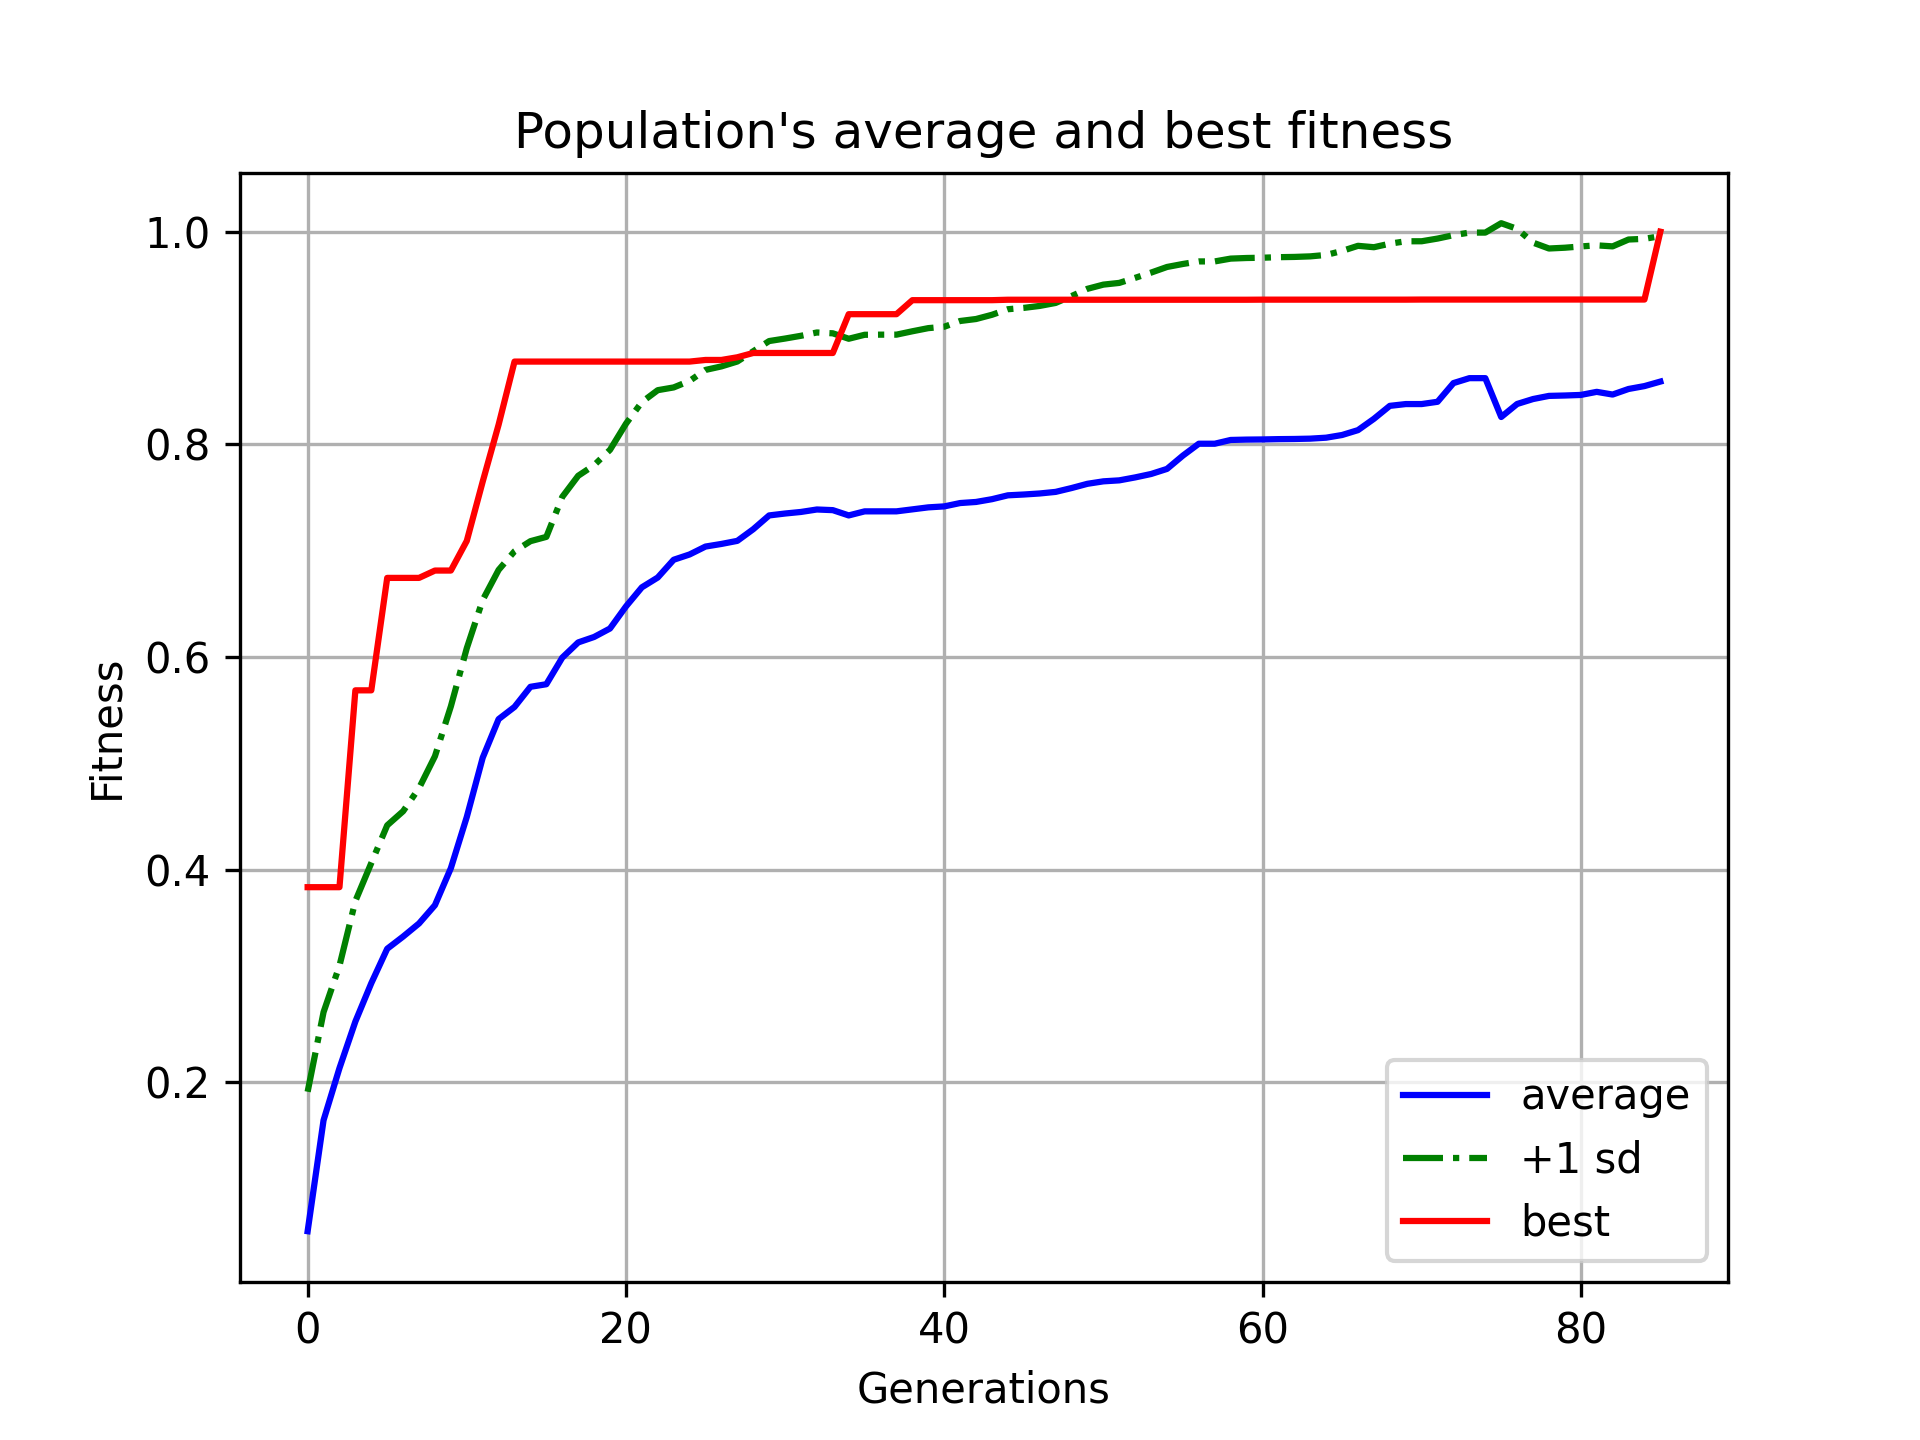 Population's average and best fitness
Fitness
1.0
0.8
0.6
0.4
0.2
0 20 40 60 80
Generations
average
+1 sd
best